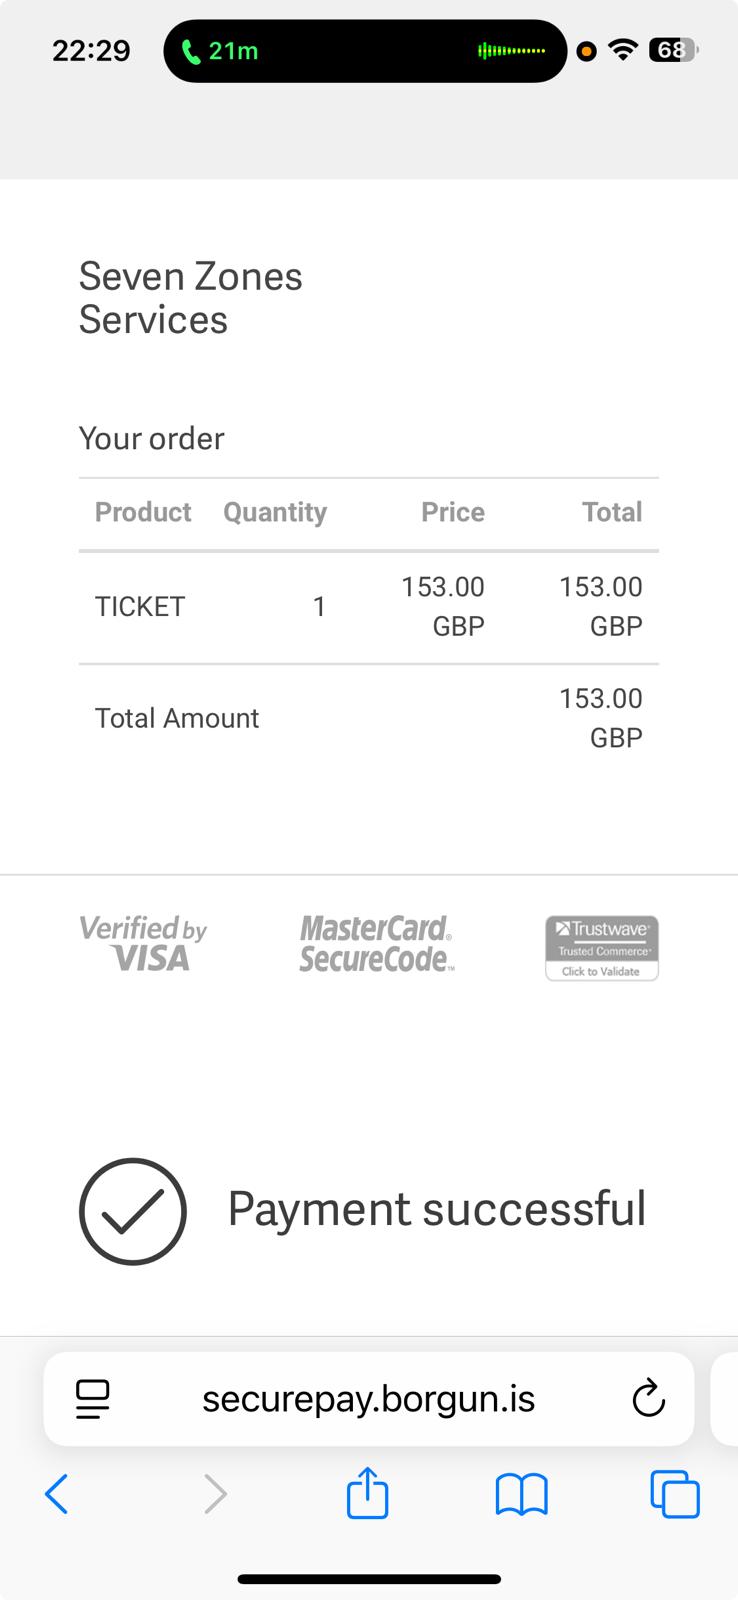 22:29
21m
68
Seven Zones
Services
Your order
Product Quantity Price Total
TICKET 1 153.00 GBP 153.00 GBP
Total Amount 153.00 GBP
Verified by
VISA
MasterCard®
SecureCode™
Trustwave®
Trusted Commerce®
Click to Validate
Payment successful
securepay.borgun.is